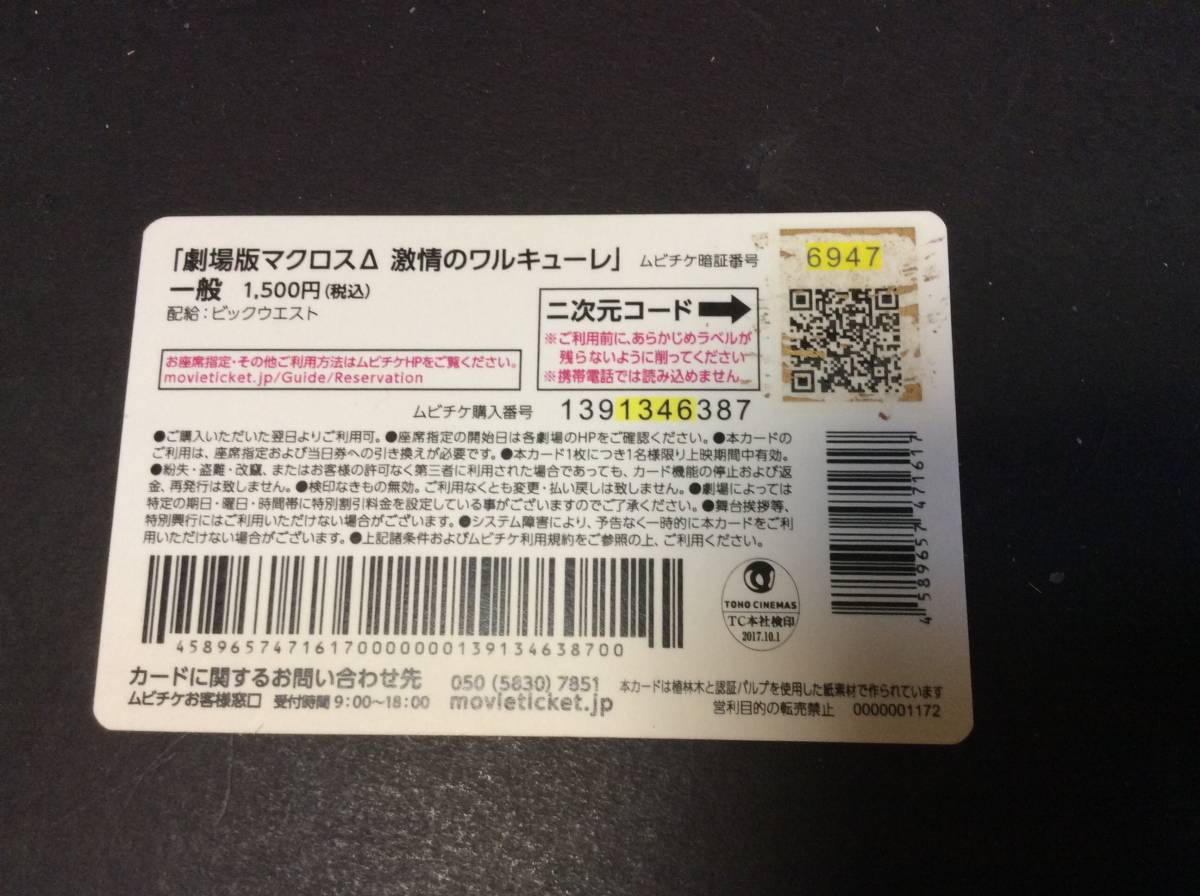 「劇場版マクロスΔ 激情のワルキューレ」
一般 1,500円(税込)
配給:ビックウエスト
ムビチケ暗証番号
6947
二次元コード
※ご利用前に、あらかじめラベルが
残らないように削ってください
※携帯電話では読み込めません
お座席指定・その他ご利用方法はムビチケHPをご覧ください。
movieticket.jp/Guide/Reservation
ムビチケ購入番号 1391346387
●ご購入いただいた翌日よりご利用可。●座席指定の開始日は各劇場のHPをご確認ください。●本カードの
ご利用は、座席指定および当日券への引き換えが必要です。●本カード1枚につき1名様限り上映期間中有効。
●紛失・盗難・改竄、またはお客様の許可なく第三者に利用された場合であっても、カード機能の停止および返
金、再発行は致しません。●検印なきもの無効。ご利用なくとも変更・払い戻しは致しません。●劇場によっては
特定の期日・曜日・時間帯に特別割引料金を設定している事がございますのでご了承ください。●舞台挨拶等、
特別興行にはご利用いただけない場合がございます。●システム障害により、予告なく一時的に本カードをご利
用いただけない場合がございます。●上記諸条件およびムビチケ利用規約をご参照の上、ご利用ください。
4589657471617
458965747161700000000139134638700
TOHO CINEMAS
TC本社検印
2017.10.1
カードに関するお問い合わせ先
ムビチケお客様窓口 受付時間 9:00~18:00
050 (5830) 7851
movieticket.jp
本カードは植林木と認証パルプを使用した紙素材で作られています
営利目的の転売禁止 0000001172